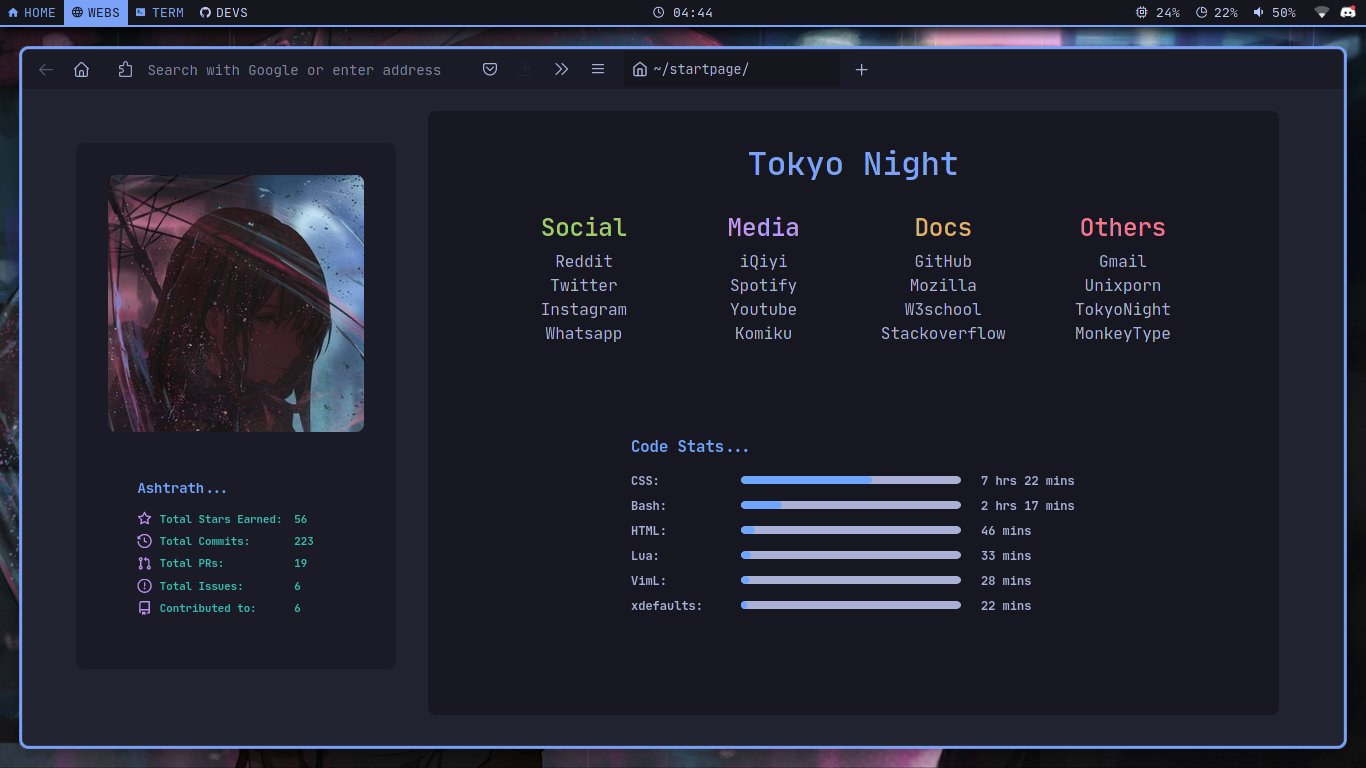 HOME WEBS TERM DEVS 04:44 24% 22% 50%
Search with Google or enter address ~/startpage/
Tokyo Night
Social Media Docs Others
Reddit iQiyi GitHub Gmail
Twitter Spotify Mozilla Unixporn
Instagram Youtube W3school TokyoNight
Whatsapp Komiku Stackoverflow MonkeyType
Ashtrath...
Total Stars Earned: 56
Total Commits: 223
Total PRs: 19
Total Issues: 6
Contributed to: 6
Code Stats...
CSS: 7 hrs 22 mins
Bash: 2 hrs 17 mins
HTML: 46 mins
Lua: 33 mins
VimL: 28 mins
xdefaults: 22 mins